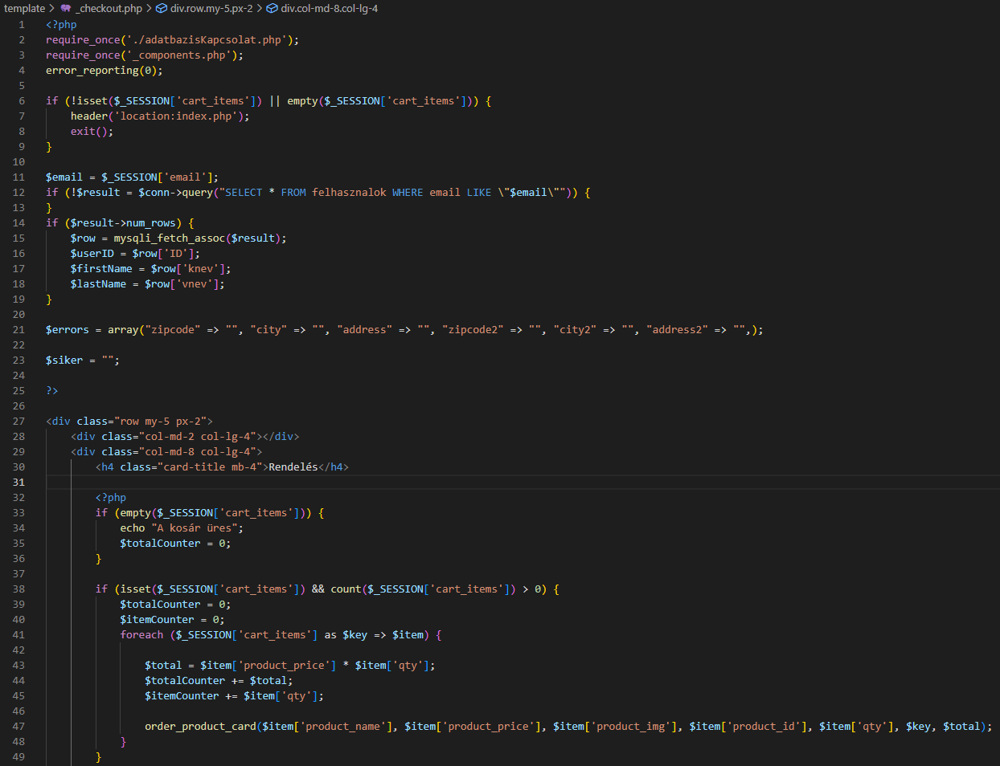 template > _checkout.php > div.row.my-5.px-2 > div.col-md-8.col-lg-4
1 <?php
2 require_once('./adatbazisKapcsolat.php');
3 require_once('_components.php');
4 error_reporting(0);
5
6 if (!isset($_SESSION['cart_items']) || empty($_SESSION['cart_items'])) {
7     header('location:index.php');
8     exit();
9 }
10
11 $email = $_SESSION['email'];
12 if (!$result = $conn->query("SELECT * FROM felhasznalok WHERE email LIKE \"$email\"")) {
13 }
14 if ($result->num_rows) {
15     $row = mysqli_fetch_assoc($result);
16     $userID = $row['ID'];
17     $firstName = $row['knev'];
18     $lastName = $row['vnev'];
19 }
20
21 $errors = array("zipcode" => "", "city" => "", "address" => "", "zipcode2" => "", "city2" => "", "address2" => "",);
22
23 $siker = "";
24
25 ?>
26
27 <div class="row my-5 px-2">
28     <div class="col-md-2 col-lg-4"></div>
29     <div class="col-md-8 col-lg-4">
30         <h4 class="card-title mb-4">Rendelés</h4>
31
32         <?php
33         if (empty($_SESSION['cart_items'])) {
34             echo "A kosár üres";
35             $totalCounter = 0;
36         }
37
38         if (isset($_SESSION['cart_items']) && count($_SESSION['cart_items']) > 0) {
39             $totalCounter = 0;
40             $itemCounter = 0;
41             foreach ($_SESSION['cart_items'] as $key => $item) {
42
43                 $total = $item['product_price'] * $item['qty'];
44                 $totalCounter += $total;
45                 $itemCounter += $item['qty'];
46
47                 order_product_card($item['product_name'], $item['product_price'], $item['product_img'], $item['product_id'], $item['qty'], $key, $total);
48             }
49         }